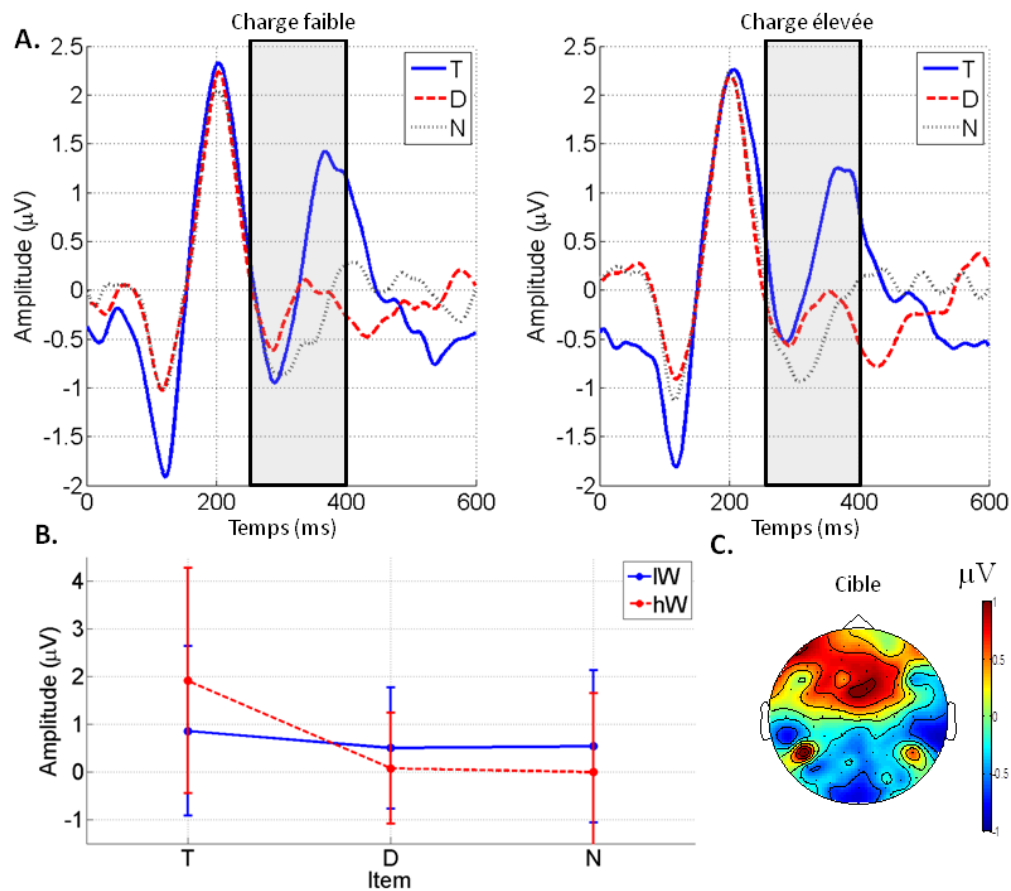 A.
Charge faible
2.5
2
1.5
1
0.5
0
-0.5
-1
-1.5
-2
0
200
400
600
Amplitude (μV)
Temps (ms)
T
D
N
Charge élevée
2.5
2
1.5
1
0.5
0
-0.5
-1
-1.5
-2
0
200
400
600
Amplitude (μV)
Temps (ms)
T
D
N
B.
4
3
2
1
0
-1
Amplitude (μV)
T
D
N
Item
lW
hW
C.
Cible
μV
1
0.5
0
-0.5
-1